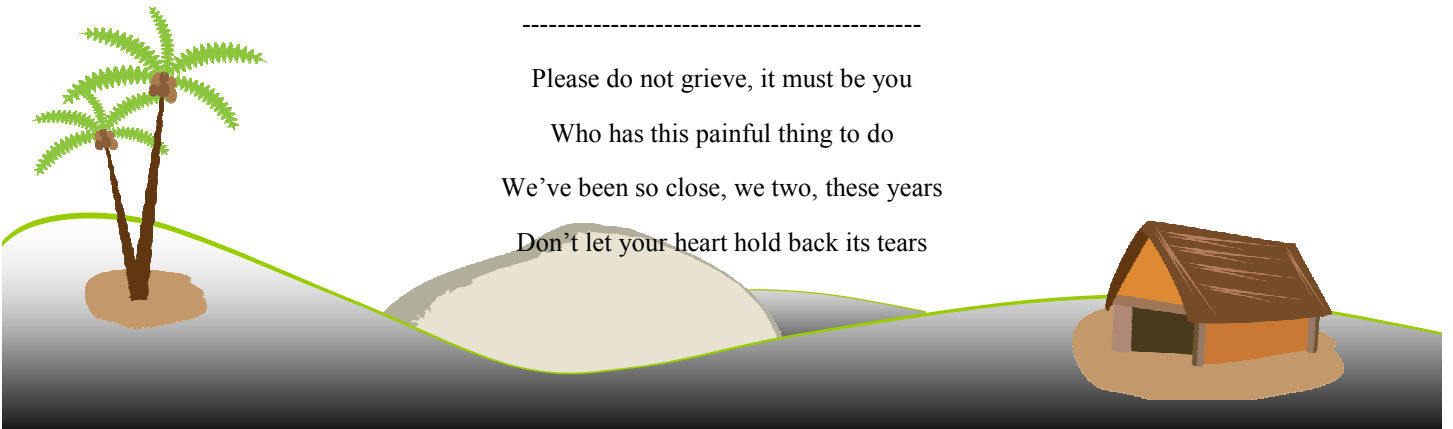 --------------------------------------------
Please do not grieve, it must be you
Who has this painful thing to do
We’ve been so close, we two, these years
Don’t let your heart hold back its tears